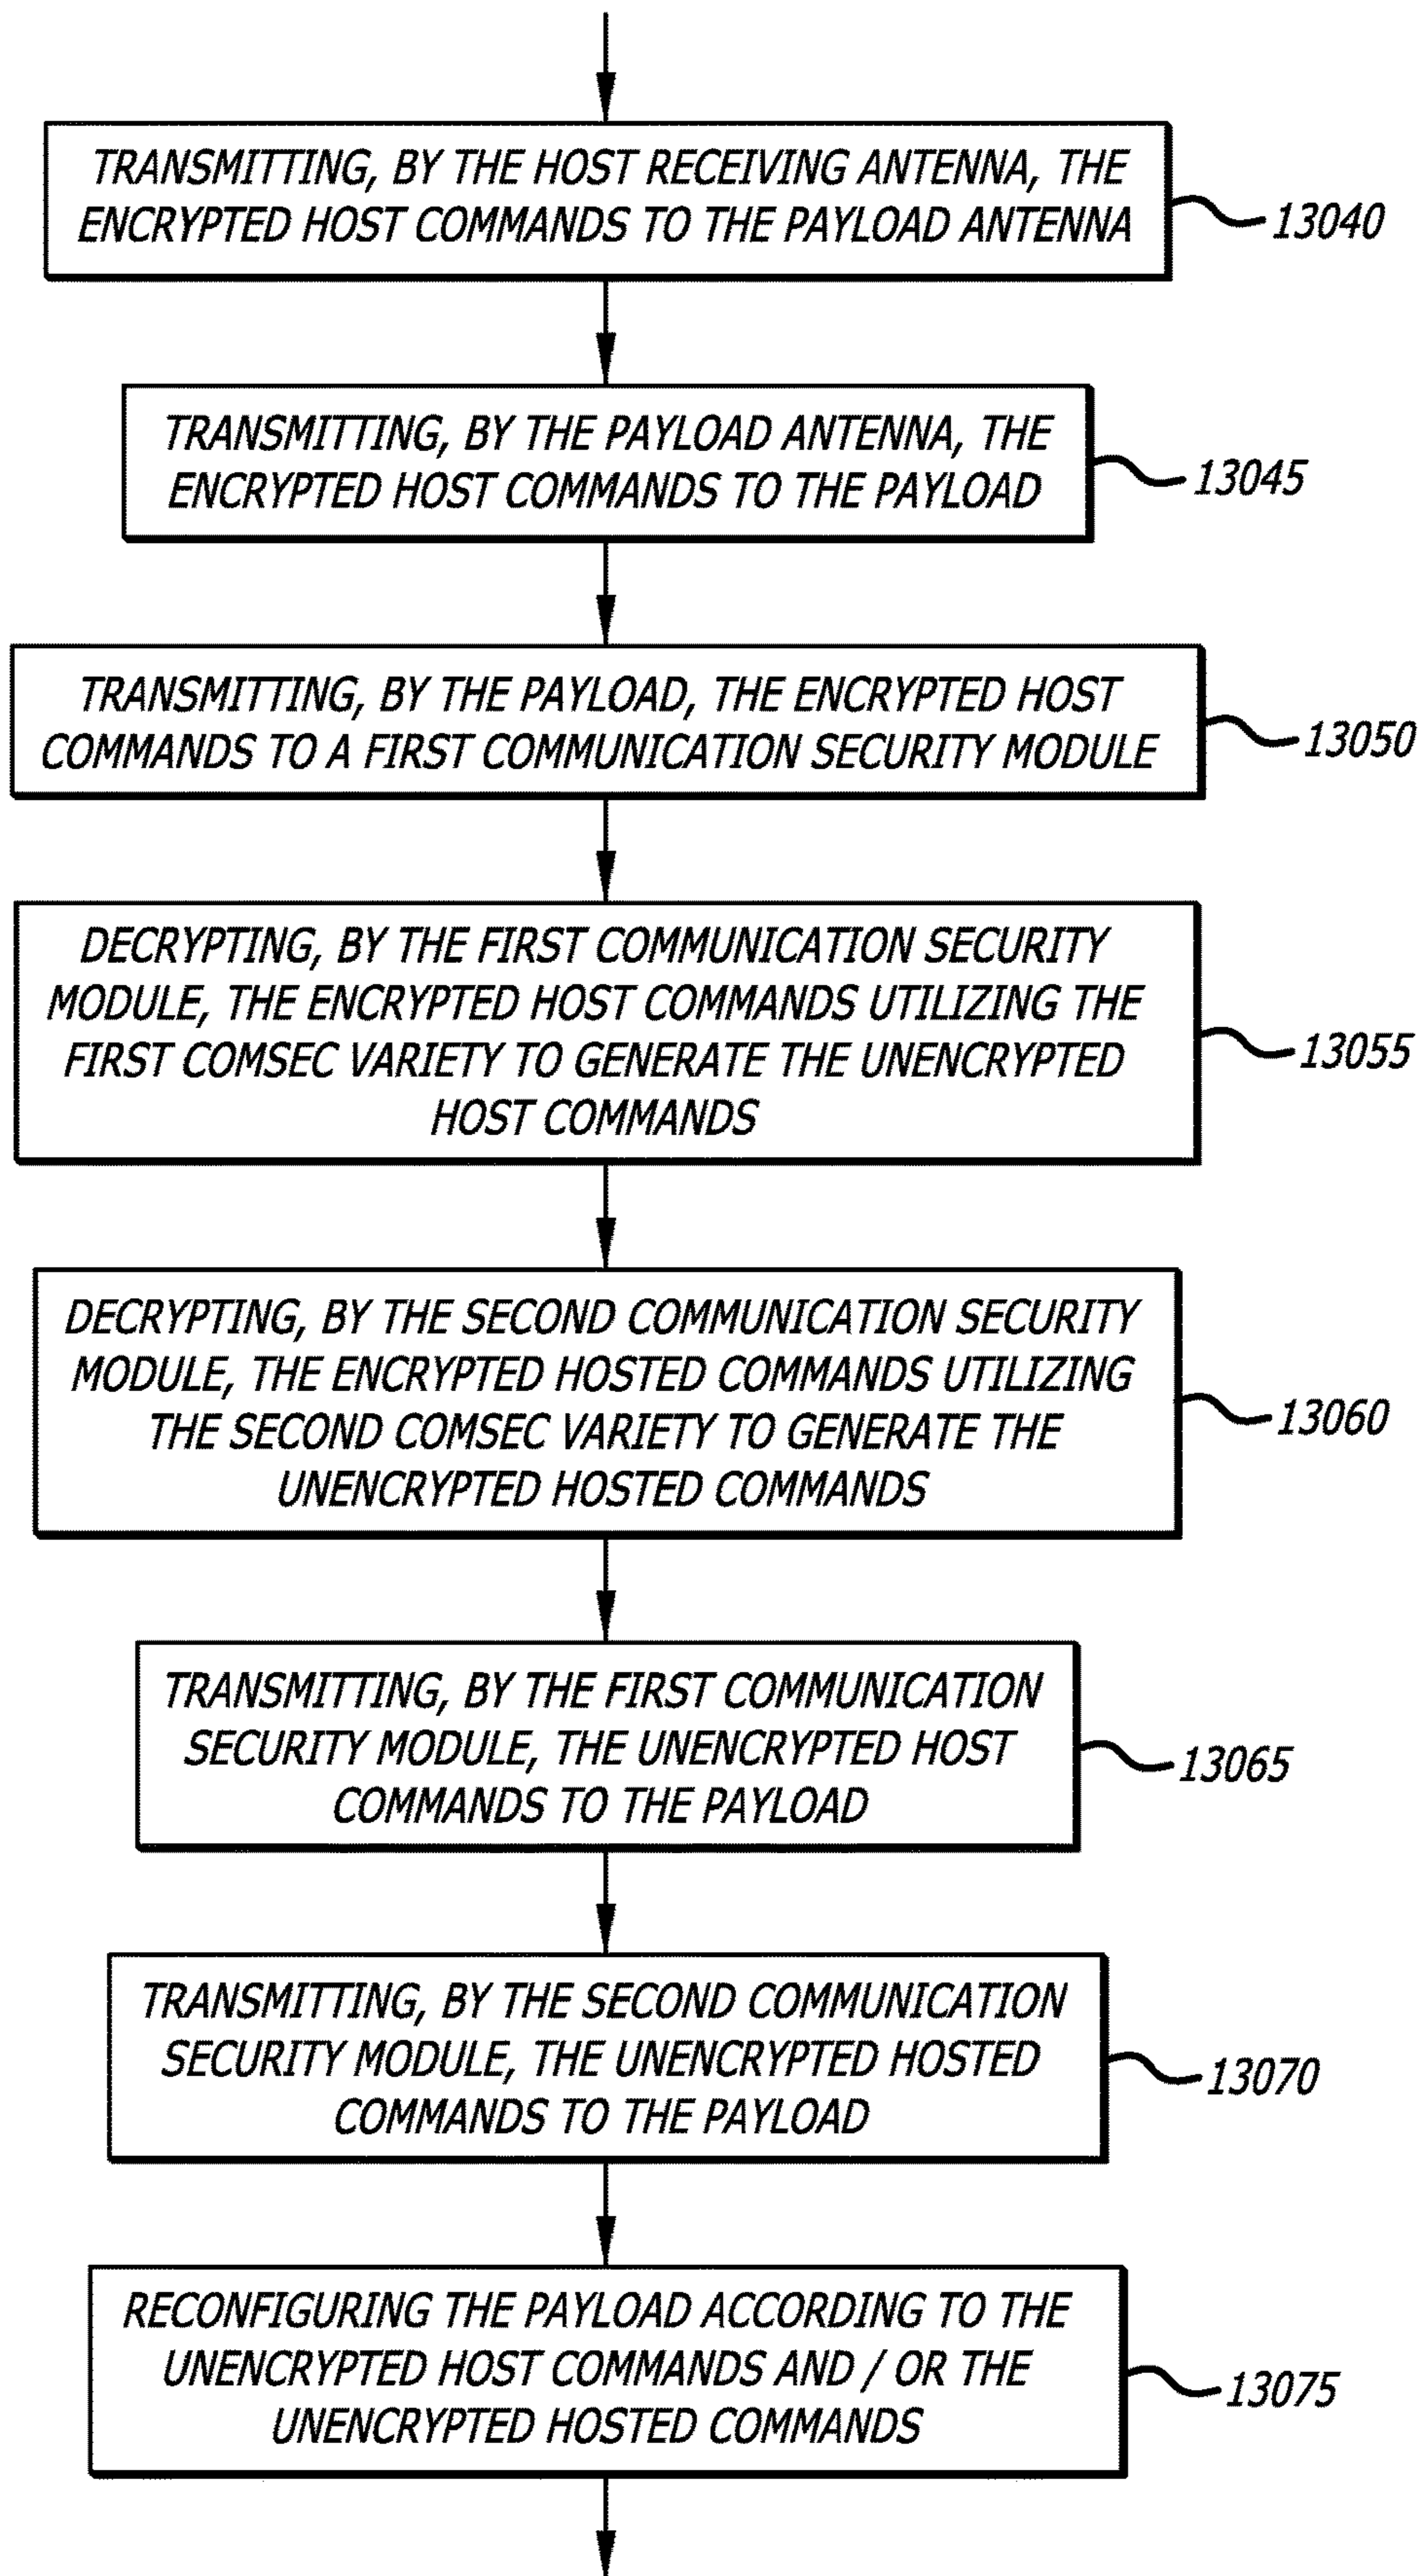 TRANSMITTING, BY THE HOST RECEIVING ANTENNA, THE
ENCRYPTED HOST COMMANDS TO THE PAYLOAD ANTENNA
13040
TRANSMITTING, BY THE PAYLOAD ANTENNA, THE
ENCRYPTED HOST COMMANDS TO THE PAYLOAD
13045
TRANSMITTING, BY THE PAYLOAD, THE ENCRYPTED HOST
COMMANDS TO A FIRST COMMUNICATION SECURITY MODULE
13050
DECRYPTING, BY THE FIRST COMMUNICATION SECURITY
MODULE, THE ENCRYPTED HOST COMMANDS UTILIZING THE
FIRST COMSEC VARIETY TO GENERATE THE UNENCRYPTED
HOST COMMANDS
13055
DECRYPTING, BY THE SECOND COMMUNICATION SECURITY
MODULE, THE ENCRYPTED HOSTED COMMANDS UTILIZING
THE SECOND COMSEC VARIETY TO GENERATE THE
UNENCRYPTED HOSTED COMMANDS
13060
TRANSMITTING, BY THE FIRST COMMUNICATION
SECURITY MODULE, THE UNENCRYPTED HOST
COMMANDS TO THE PAYLOAD
13065
TRANSMITTING, BY THE SECOND COMMUNICATION
SECURITY MODULE, THE UNENCRYPTED HOSTED
COMMANDS TO THE PAYLOAD
13070
RECONFIGURING THE PAYLOAD ACCORDING TO THE
UNENCRYPTED HOST COMMANDS AND / OR THE
UNENCRYPTED HOSTED COMMANDS
13075